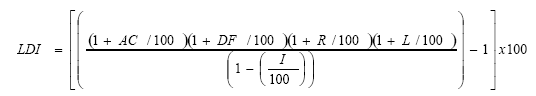 LDI = [ ( (1 + AC / 100 )(1 + DF / 100 )(1 + R / 100 )(1 + L / 100 ) / ( 1 − ( I / 100 ) ) ) − 1 ] x100